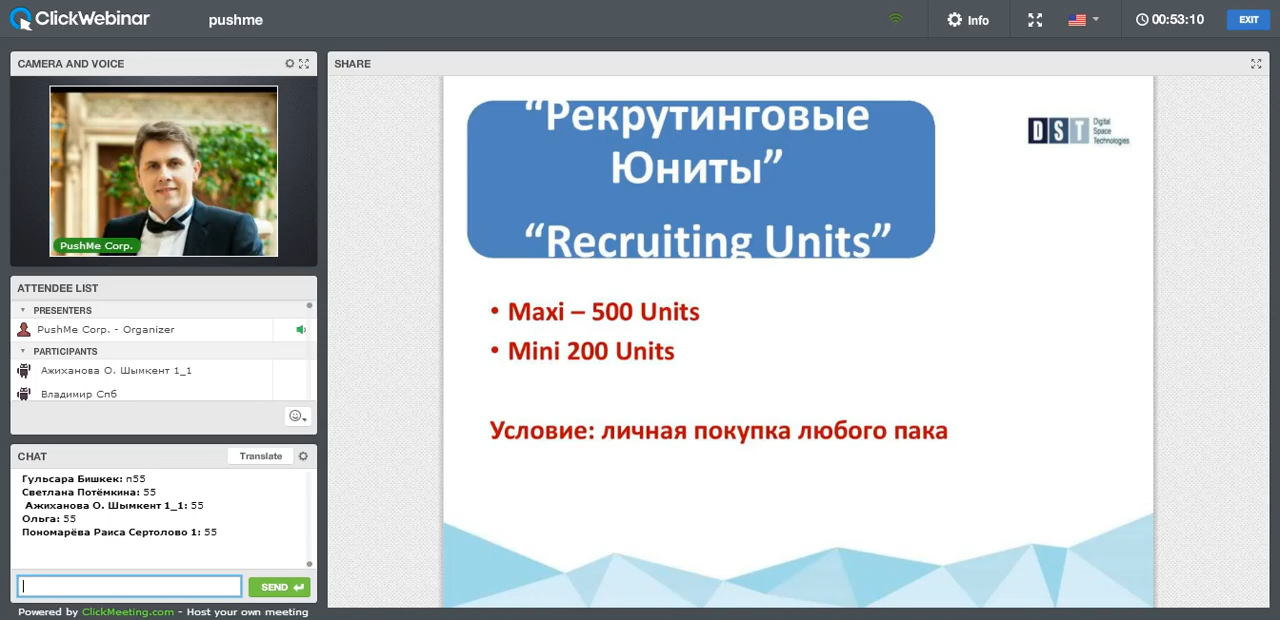 ClickWebinar
pushme
Info
00:53:10
EXIT
CAMERA AND VOICE
PushMe Corp.
ATTENDEE LIST
PRESENTERS
PushMe Corp. - Organizer
PARTICIPANTS
Ажиханова О. Шымкент 1_1
Владимир Спб
CHAT
Translate
Гульсара Бишкек: п55
Светлана Потёмкина: 55
Ажиханова О. Шымкент 1_1: 55
Ольга: 55
Пономарёва Раиса Сертолово 1: 55
SEND
Powered by ClickMeeting.com - Host your own meeting
SHARE
“Рекрутинговые
Юниты”
“Recruiting Units”
DST Digital
Space
Technologies
• Maxi – 500 Units
• Mini 200 Units
Условие: личная покупка любого пака